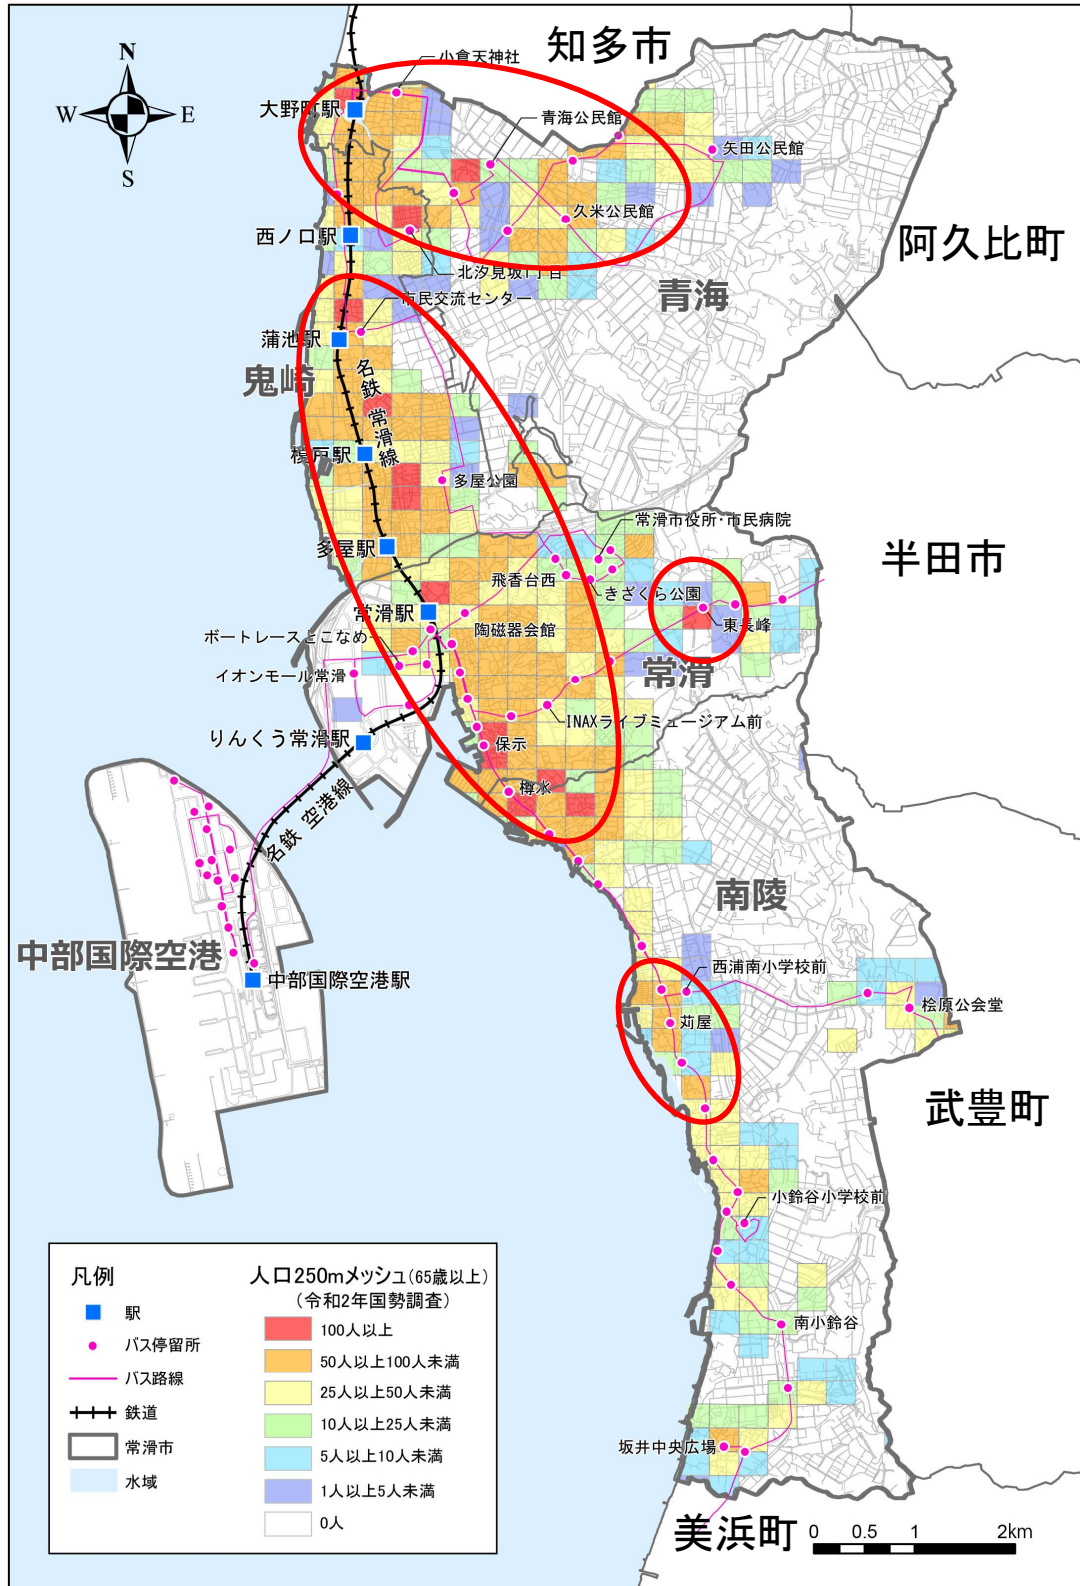 知多市
N
W
E
S
小倉天神社
大野町駅
青海公民館
矢田公民館
久米公民館
西ノ口駅
阿久比町
北汐見坂1丁目
青海
市民交流センター
蒲池駅
鬼崎
名鉄 常滑線
榎戸駅
多屋公園
常滑市役所・市民病院
半田市
多屋駅
飛香台西
きざくら公園
常滑駅
東長峰
陶磁器会館
ボートレースとこなめ
常滑
イオンモール常滑
INAXライブミュージアム前
りんくう常滑駅
保示
樽水
名鉄 空港線
南陵
中部国際空港
西浦南小学校前
中部国際空港駅
桧原公会堂
苅屋
武豊町
小鈴谷小学校前
南小鈴谷
坂井中央広場
美浜町
凡例
駅
バス停留所
バス路線
鉄道
常滑市
水域
人口250mメッシュ(65歳以上)
(令和2年国勢調査)
100人以上
50人以上100人未満
25人以上50人未満
10人以上25人未満
5人以上10人未満
1人以上5人未満
0人
0 0.5 1 2km